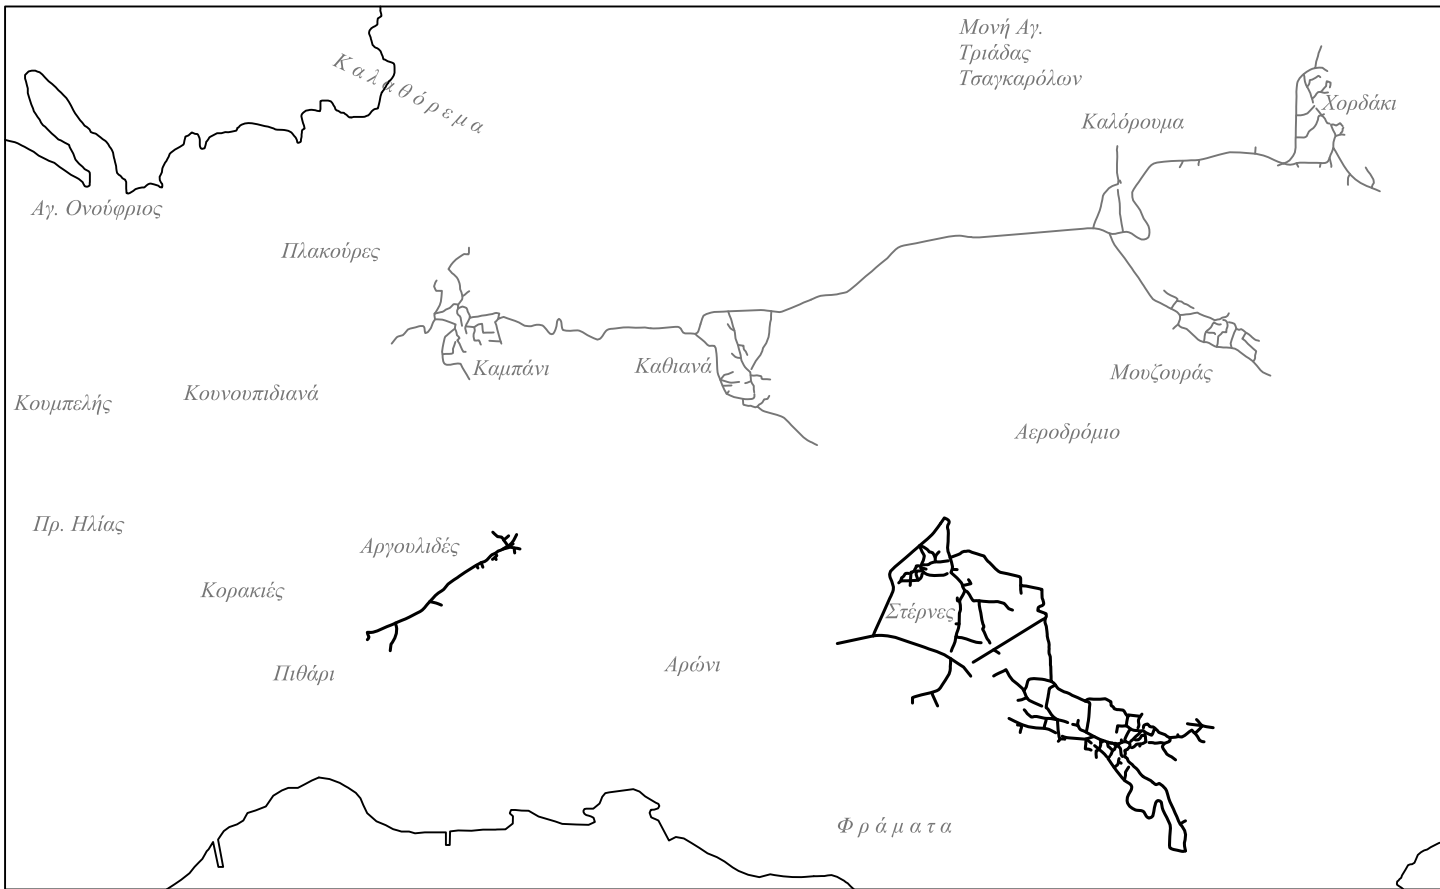 Μονή Αγ.
Τριάδας
Τσαγκαρόλων
Καλαθόρεμα
Χορδάκι
Καλόρουμα
Αγ. Ονούφριος
Πλακούρες
Καμπάνι
Καθιανά
Μουζουράς
Κουνουπιδιανά
Κουμπελής
Αεροδρόμιο
Πρ. Ηλίας
Αργουλιδές
Κορακιές
Στέρνες
Πιθάρι
Αρώνι
Φράματα